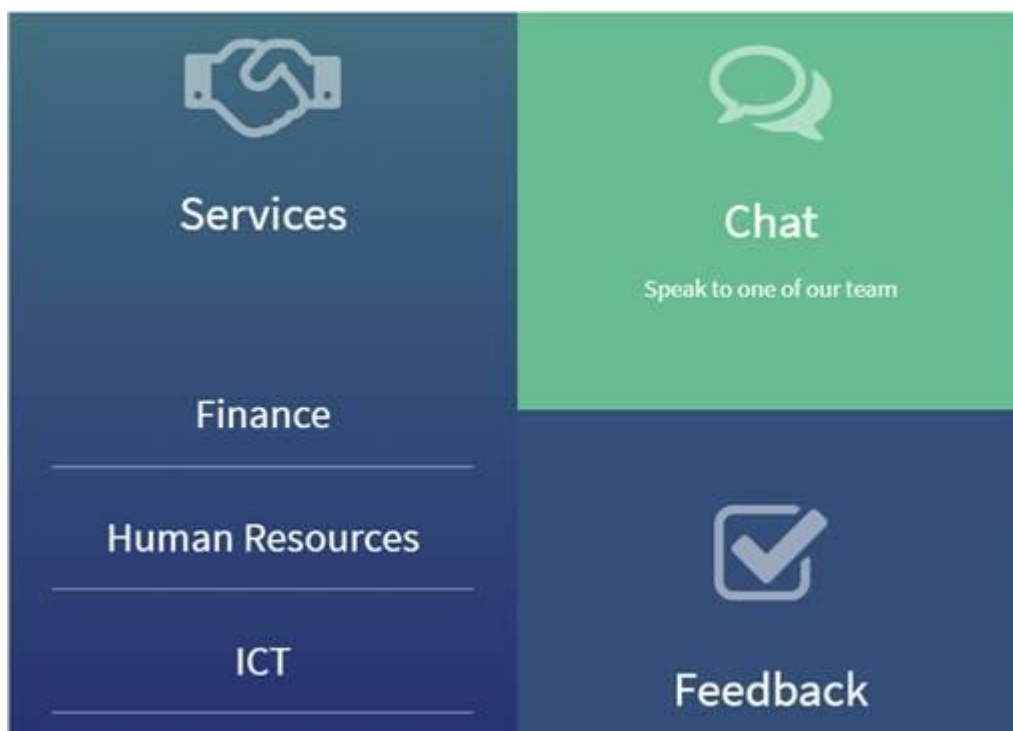 Services
Finance
Human Resources
ICT
Chat
Speak to one of our team
Feedback